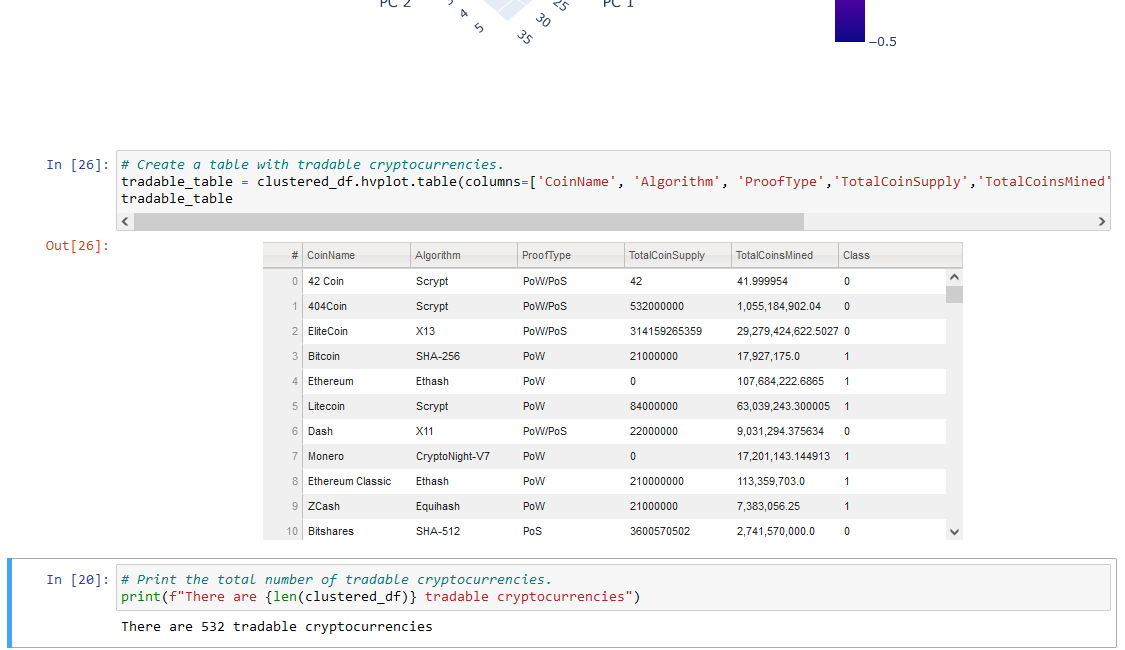 PC 2
PC 1
4
5
25
30
35
−0.5
In [26]:
# Create a table with tradable cryptocurrencies.
tradable_table = clustered_df.hvplot.table(columns=['CoinName', 'Algorithm', 'ProofType','TotalCoinSupply','TotalCoinsMined'
tradable_table
Out[26]:
# CoinName Algorithm ProofType TotalCoinSupply TotalCoinsMined Class
0 42 Coin Scrypt PoW/PoS 42 41.999954 0
1 404Coin Scrypt PoW/PoS 532000000 1,055,184,902.04 0
2 EliteCoin X13 PoW/PoS 314159265359 29,279,424,622.5027 0
3 Bitcoin SHA-256 PoW 21000000 17,927,175.0 1
4 Ethereum Ethash PoW 0 107,684,222.6865 1
5 Litecoin Scrypt PoW 84000000 63,039,243.300005 1
6 Dash X11 PoW/PoS 22000000 9,031,294.375634 0
7 Monero CryptoNight-V7 PoW 0 17,201,143.144913 1
8 Ethereum Classic Ethash PoW 210000000 113,359,703.0 1
9 ZCash Equihash PoW 21000000 7,383,056.25 1
10 Bitshares SHA-512 PoS 3600570502 2,741,570,000.0 0
In [20]:
# Print the total number of tradable cryptocurrencies.
print(f"There are {len(clustered_df)} tradable cryptocurrencies")
There are 532 tradable cryptocurrencies